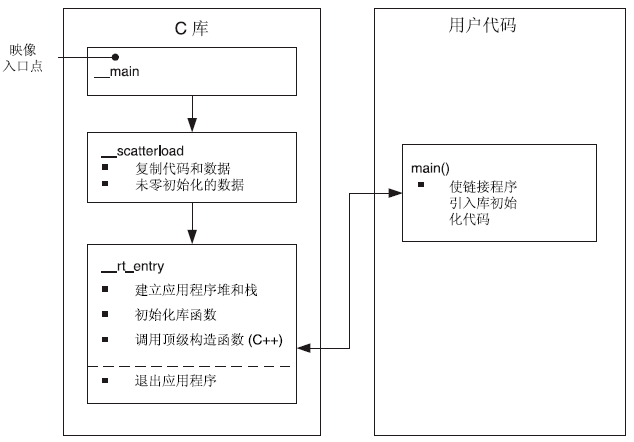 C 库
用户代码
映像
入口点
__main
__scatterload
复制代码和数据
未零初始化的数据
__rt_entry
建立应用程序堆和栈
初始化库函数
调用顶级构造函数 (C++)
退出应用程序
main()
使链接程序
引入库初始
化代码